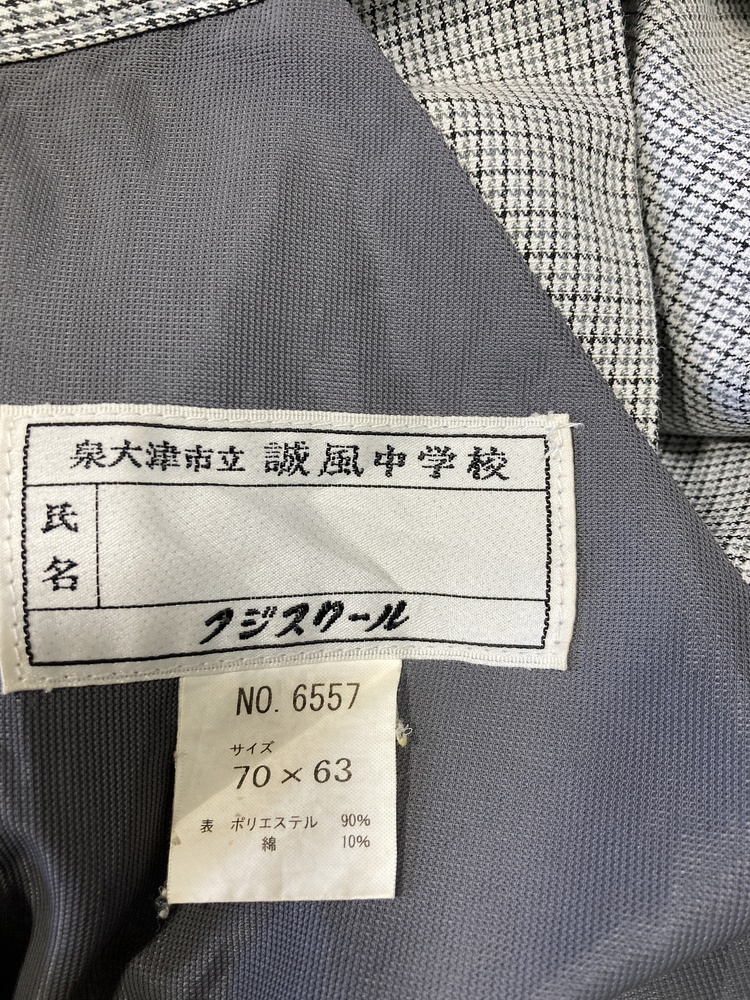 泉大津市立 誠風中学校
氏名
フジスクール
NO. 6557
サイズ
70 × 63
表 ポリエステル 90%
綿 10%